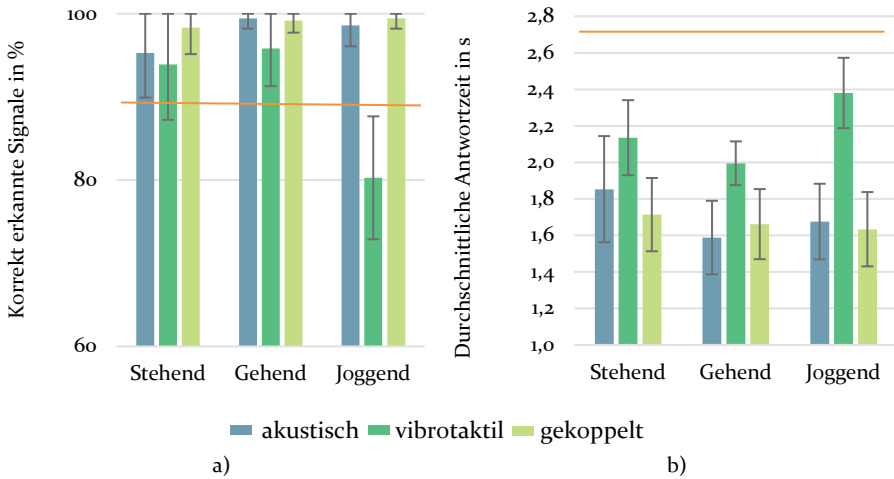 Korrekt erkannte Signale in %
100
80
60
Stehend Gehend Joggend
Durchschnittliche Antwortzeit in s
2,8
2,6
2,4
2,2
2,0
1,8
1,6
1,4
1,2
1,0
Stehend Gehend Joggend
akustisch vibrotaktil gekoppelt
a) b)